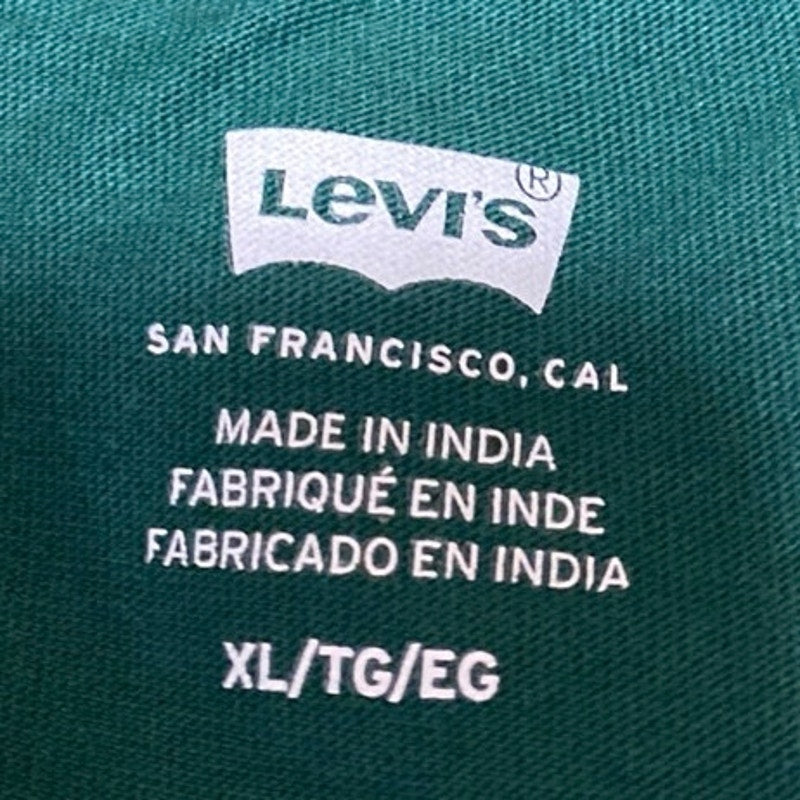 Levi's®
SAN FRANCISCO, CAL
MADE IN INDIA
FABRIQUÉ EN INDE
FABRICADO EN INDIA
XL/TG/EG